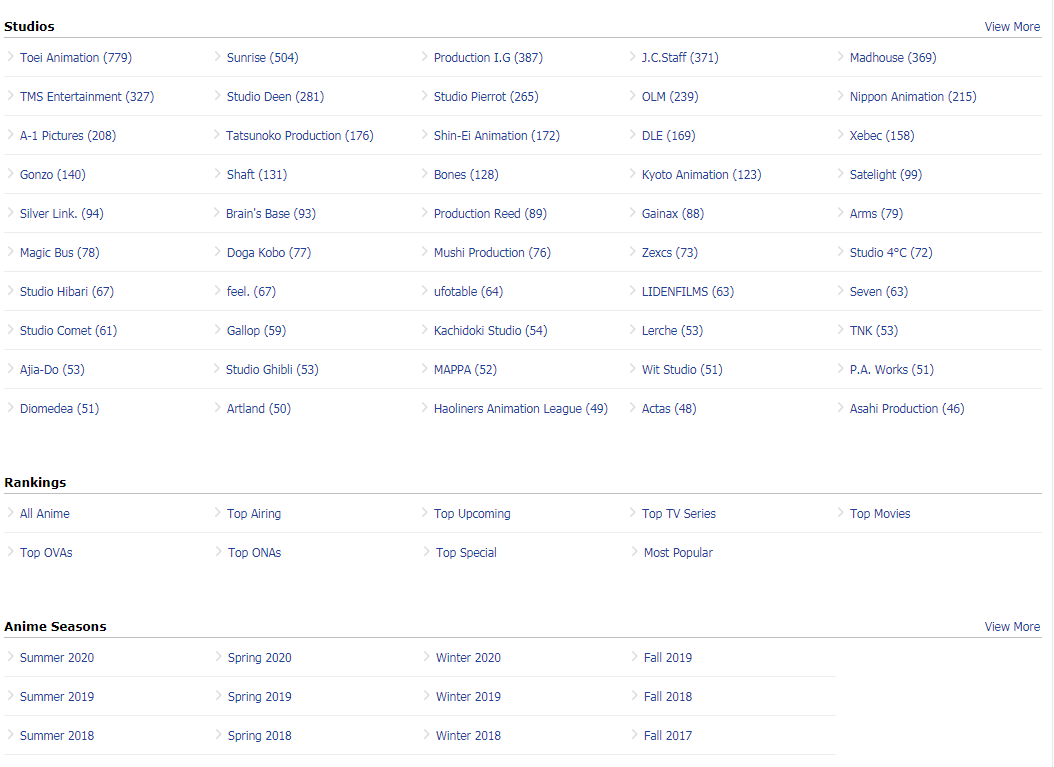 Studios View More
Toei Animation (779) Sunrise (504) Production I.G (387) J.C.Staff (371) Madhouse (369)
TMS Entertainment (327) Studio Deen (281) Studio Pierrot (265) OLM (239) Nippon Animation (215)
A-1 Pictures (208) Tatsunoko Production (176) Shin-Ei Animation (172) DLE (169) Xebec (158)
Gonzo (140) Shaft (131) Bones (128) Kyoto Animation (123) Satelight (99)
Silver Link. (94) Brain's Base (93) Production Reed (89) Gainax (88) Arms (79)
Magic Bus (78) Doga Kobo (77) Mushi Production (76) Zexcs (73) Studio 4°C (72)
Studio Hibari (67) feel. (67) ufotable (64) LIDENFILMS (63) Seven (63)
Studio Comet (61) Gallop (59) Kachidoki Studio (54) Lerche (53) TNK (53)
Ajia-Do (53) Studio Ghibli (53) MAPPA (52) Wit Studio (51) P.A. Works (51)
Diomedea (51) Artland (50) Haoliners Animation League (49) Actas (48) Asahi Production (46)
Rankings
All Anime Top Airing Top Upcoming Top TV Series Top Movies
Top OVAs Top ONAs Top Special Most Popular
Anime Seasons View More
Summer 2020 Spring 2020 Winter 2020 Fall 2019
Summer 2019 Spring 2019 Winter 2019 Fall 2018
Summer 2018 Spring 2018 Winter 2018 Fall 2017